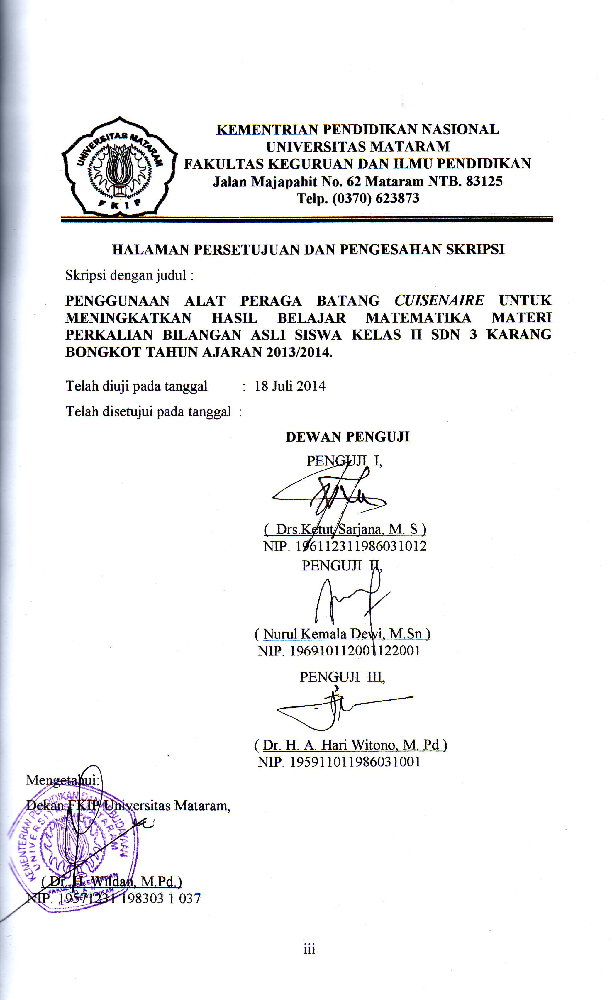 UNIVERSITAS MATARAM
FKIP
KEMENTRIAN PENDIDIKAN NASIONAL
UNIVERSITAS MATARAM
FAKULTAS KEGURUAN DAN ILMU PENDIDIKAN
Jalan Majapahit No. 62 Mataram NTB. 83125
Telp. (0370) 623873
HALAMAN PERSETUJUAN DAN PENGESAHAN SKRIPSI
Skripsi dengan judul :
PENGGUNAAN ALAT PERAGA BATANG CUISENAIRE UNTUK
MENINGKATKAN HASIL BELAJAR MATEMATIKA MATERI
PERKALIAN BILANGAN ASLI SISWA KELAS II SDN 3 KARANG
BONGKOT TAHUN AJARAN 2013/2014.
Telah diuji pada tanggal : 18 Juli 2014
Telah disetujui pada tanggal :
DEWAN PENGUJI
PENGUJI I,
( Drs.Ketut Sarjana, M. S )
NIP. 196112311986031012
PENGUJI II,
( Nurul Kemala Dewi, M.Sn )
NIP. 196910112001122001
PENGUJI III,
( Dr. H. A. Hari Witono, M. Pd )
NIP. 195911011986031001
Mengetahui:
Dekan FKIP Universitas Mataram,
KEMENTERIAN PENDIDIKAN DAN KEBUDAYAAN
UNIVERSITAS MATARAM
FAKULTAS KEGURUAN
DAN
ILMU PENDIDIKAN
( Dr. H. Wildan, M.Pd.)
NIP. 19571231 198303 1 037
iii